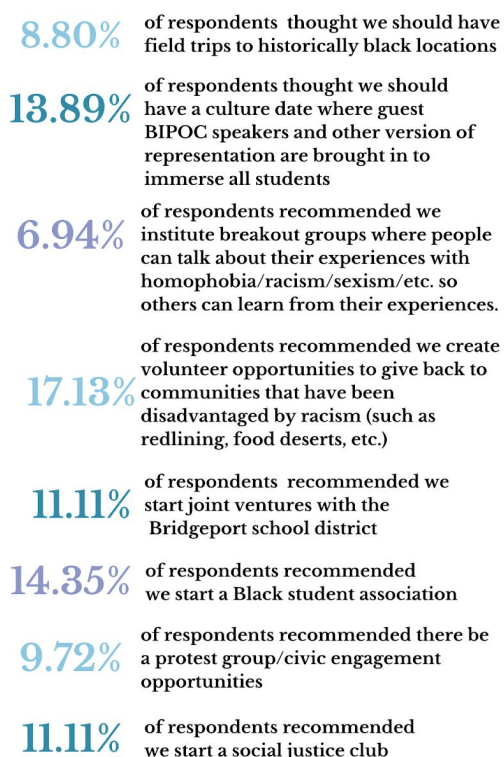 8.80%
of respondents thought we should have
field trips to historically black locations
13.89%
of respondents thought we should
have a culture date where guest
BIPOC speakers and other version of
representation are brought in to
immerse all students
6.94%
of respondents recommended we
institute breakout groups where people
can talk about their experiences with
homophobia/racism/sexism/etc. so
others can learn from their experiences.
17.13%
of respondents recommended we create
volunteer opportunities to give back to
communities that have been
disadvantaged by racism (such as
redlining, food deserts, etc.)
11.11%
of respondents recommended we
start joint ventures with the
Bridgeport school district
14.35%
of respondents recommended
we start a Black student association
9.72%
of respondents recommended there be
a protest group/civic engagement
opportunities
11.11%
of respondents recommended
we start a social justice club